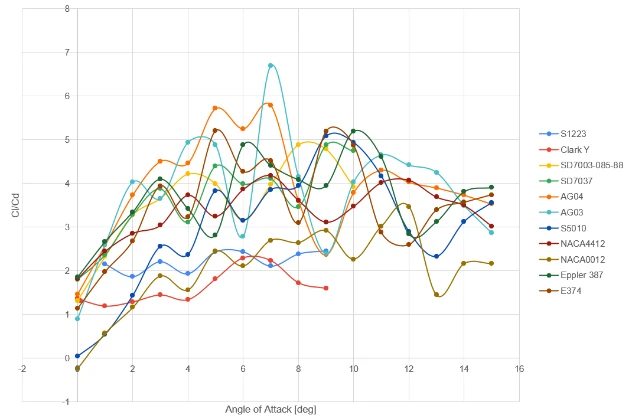 8
7
6
5
4
3
2
1
0
-1
-2
2
4
6
8
10
12
14
16
Cl/Cd
Angle of Attack [deg]
S1223
Clark Y
SD7003-085-88
SD7037
AG04
AG03
S5010
NACA4412
NACA0012
Eppler 387
E374